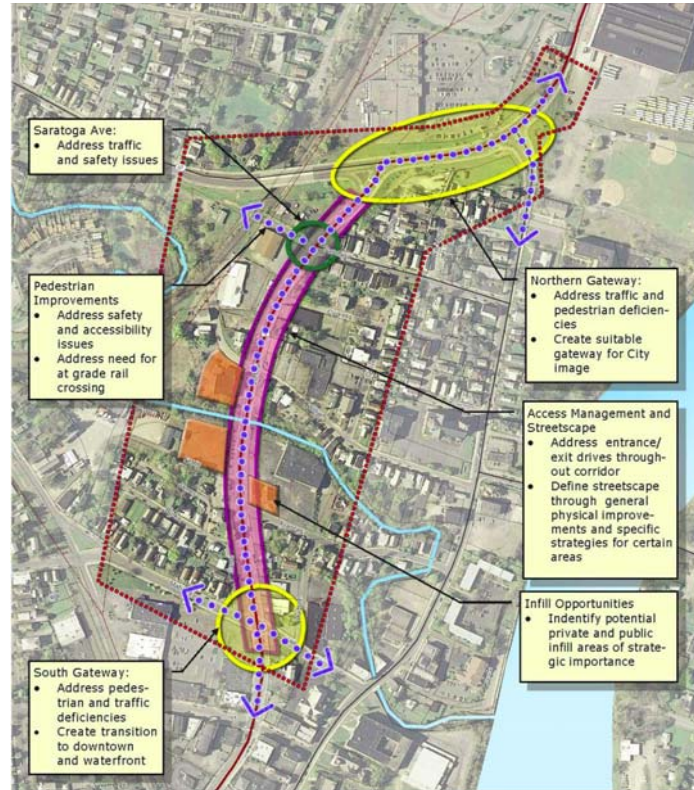 Saratoga Ave:
• Address traffic
and safety issues
Pedestrian
Improvements
• Address safety
and accessibility
issues
• Address need for
at grade rail
crossing
South Gateway:
• Address pedes-
trian and traffic
deficiencies
• Create transition
to downtown
and waterfront
Northern Gateway:
• Address traffic and
pedestrian deficien-
cies
• Create suitable
gateway for City
image
Access Management and
Streetscape
• Address entrance/
exit drives through-
out corridor
• Define streetscape
through general
physical improve-
ments and specific
strategies for certain
areas
Infill Opportunities
• Indentify potential
private and public
infill areas of strate-
gic importance